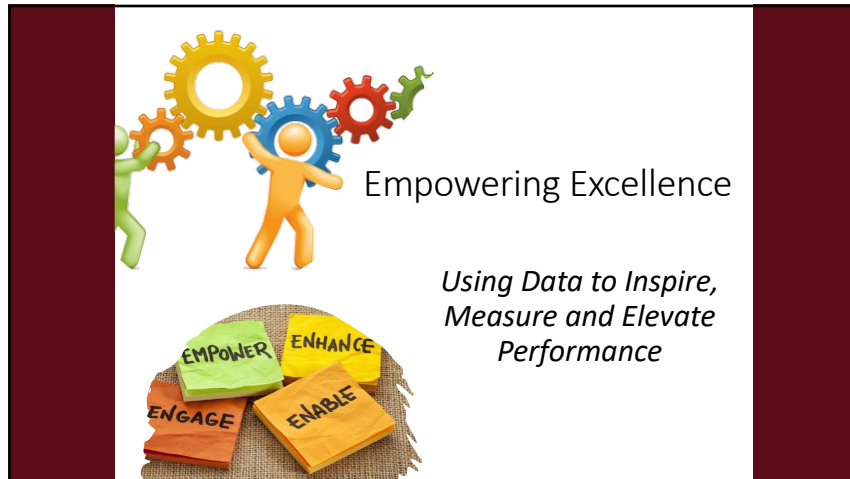 Empowering Excellence
Using Data to Inspire,
Measure and Elevate
Performance
EMPOWER
ENHANCE
ENGAGE
ENABLE